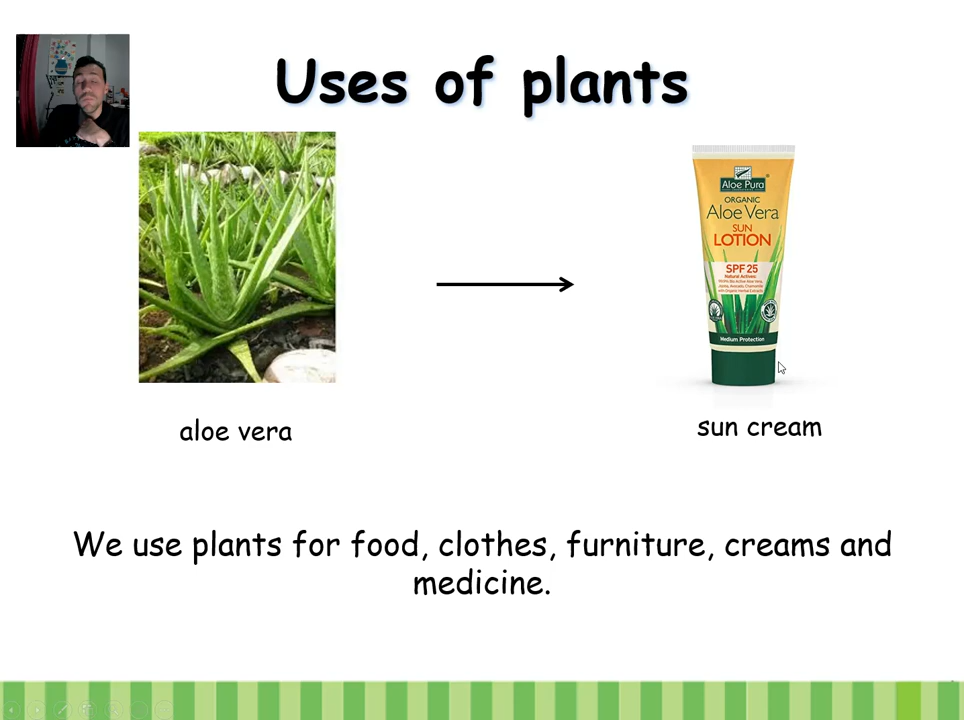 Uses of plants
Aloe Pura
ORGANIC
Aloe Vera
SUN
LOTION
SPF 25
Natural Actives
Medium Protection
aloe vera
sun cream
We use plants for food, clothes, furniture, creams and
medicine.